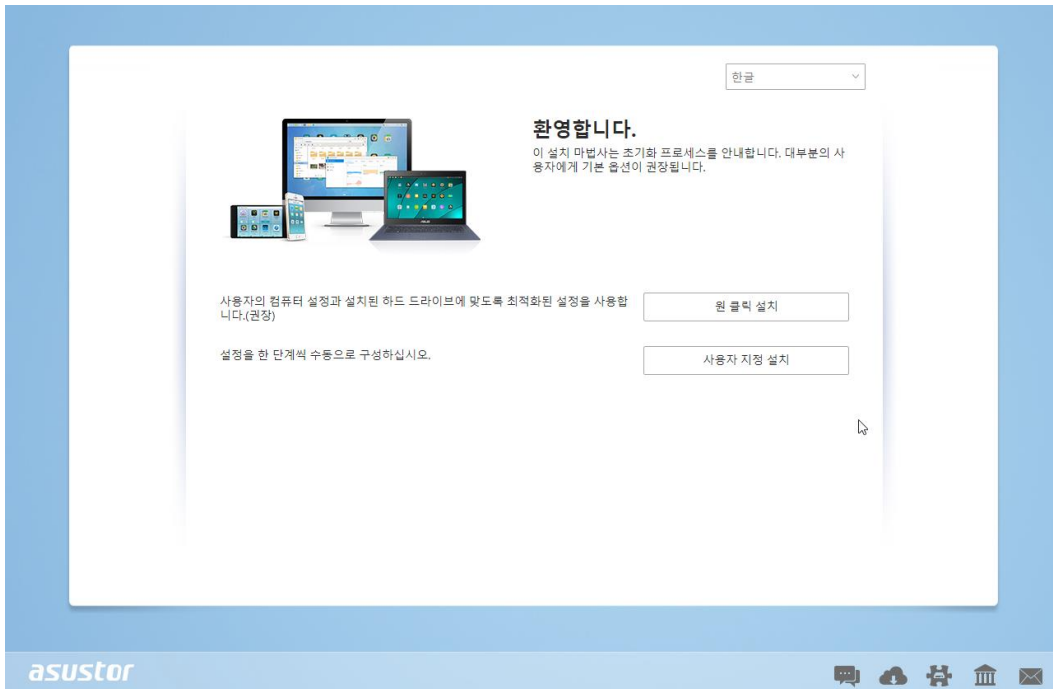 한글
환영합니다.
이 설치 마법사는 초기화 프로세스를 안내합니다. 대부분의 사
용자에게 기본 옵션이 권장됩니다.
사용자의 컴퓨터 설정과 설치된 하드 드라이브에 맞도록 최적화된 설정을 사용합
니다.(권장)
원 클릭 설치
설정을 한 단계씩 수동으로 구성하십시오.
사용자 지정 설치
asustor